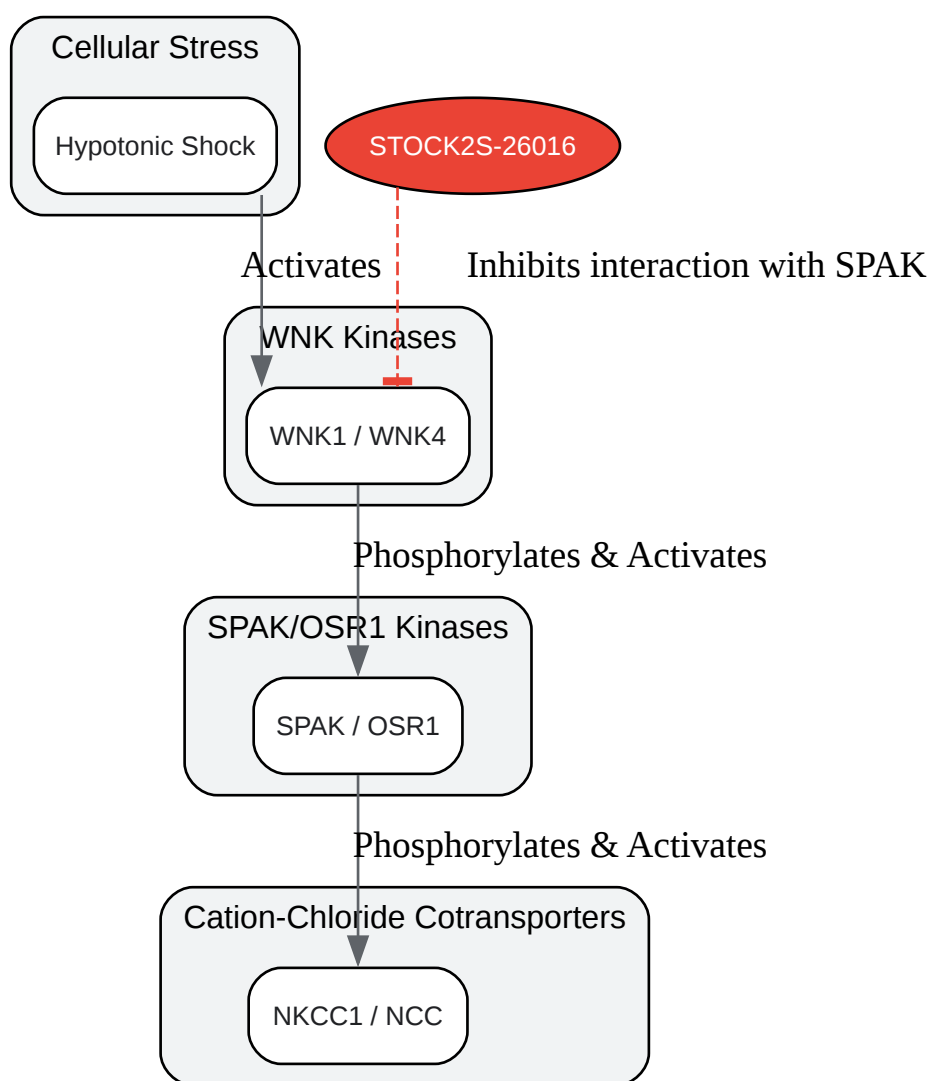 Cellular Stress
Hypotonic Shock
STOCK2S-26016
Activates
Inhibits interaction with SPAK
WNK Kinases
WNK1 / WNK4
Phosphorylates & Activates
SPAK/OSR1 Kinases
SPAK / OSR1
Phosphorylates & Activates
Cation-Chloride Cotransporters
NKCC1 / NCC